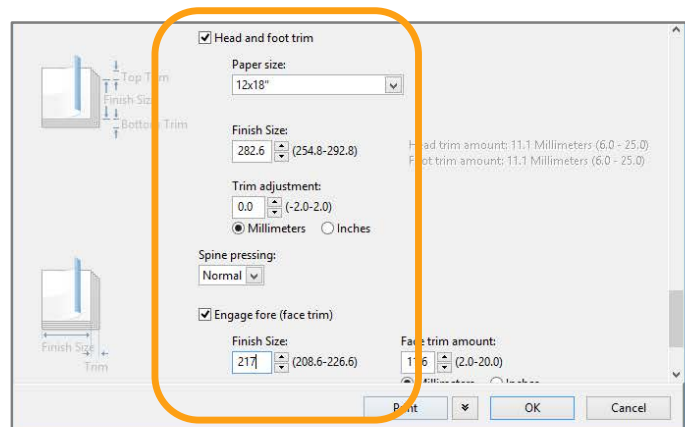 Head and foot trim
Paper size:
12x18"
Top Trim
Finish Size
Bottom Trim
Finish Size:
282.6 (254.8-292.8)
Head trim amount: 11.1 Millimeters (6.0 - 25.0)
Foot trim amount: 11.1 Millimeters (6.0 - 25.0)
Trim adjustment:
0.0 (-2.0-2.0)
Millimeters Inches
Spine pressing:
Normal
Engage fore (face trim)
Finish Size: Face trim amount:
217 (208.6-226.6) 11.6 (2.0-20.0)
Finish Size
Trim
Millimeters Inches
Print OK Cancel